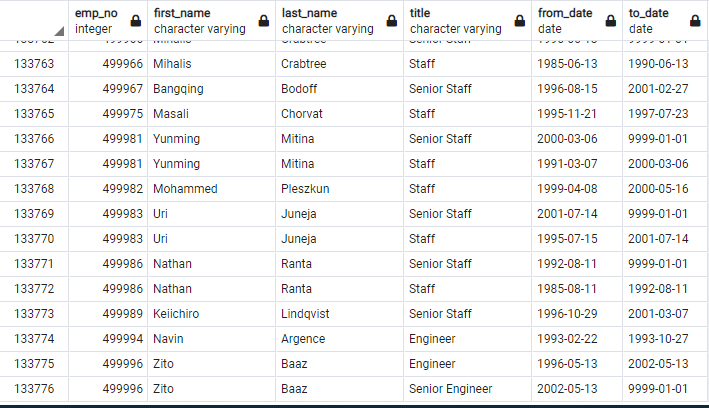 emp_no first_name last_name title from_date to_date
integer character varying character varying character varying date date
133763 499966 Mihalis Crabtree Staff 1985-06-13 1990-06-13
133764 499967 Bangqing Bodoff Senior Staff 1996-08-15 2001-02-27
133765 499975 Masali Chorvat Staff 1995-11-21 1997-07-23
133766 499981 Yunming Mitina Senior Staff 2000-03-06 9999-01-01
133767 499981 Yunming Mitina Staff 1991-03-07 2000-03-06
133768 499982 Mohammed Pleszkun Staff 1999-04-08 2000-05-16
133769 499983 Uri Juneja Senior Staff 2001-07-14 9999-01-01
133770 499983 Uri Juneja Staff 1995-07-15 2001-07-14
133771 499986 Nathan Ranta Senior Staff 1992-08-11 9999-01-01
133772 499986 Nathan Ranta Staff 1985-08-11 1992-08-11
133773 499989 Keiichiro Lindqvist Senior Staff 1996-10-29 2001-03-07
133774 499994 Navin Argence Engineer 1993-02-22 1993-10-27
133775 499996 Zito Baaz Engineer 1996-05-13 2002-05-13
133776 499996 Zito Baaz Senior Engineer 2002-05-13 9999-01-01